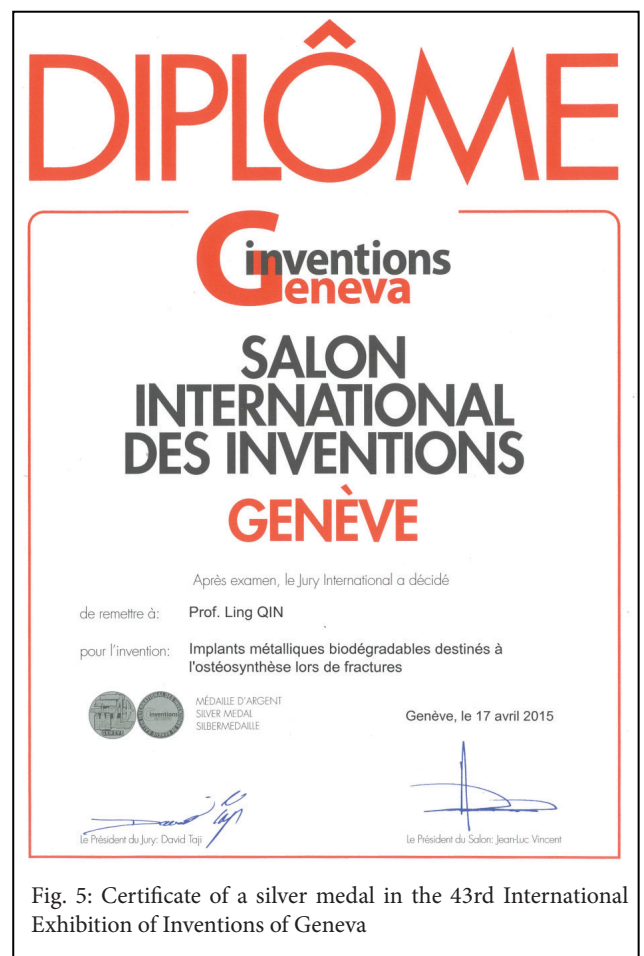 DIPLÔME
inventions
Geneva
SALON
INTERNATIONAL
DES INVENTIONS
GENÈVE
Après examen, le Jury International a décidé
de remettre à: Prof. Ling QIN
pour l'invention: Implants métalliques biodégradables destinés à
l'ostéosynthèse lors de fractures
MÉDAILLE D'ARGENT
SILVER MEDAL
SILBERMEDAILLE
Genève, le 17 avril 2015
Le Président du Jury: David Taji
Le Président du Salon: Jean-Luc Vincent
Fig. 5: Certificate of a silver medal in the 43rd International
Exhibition of Inventions of Geneva